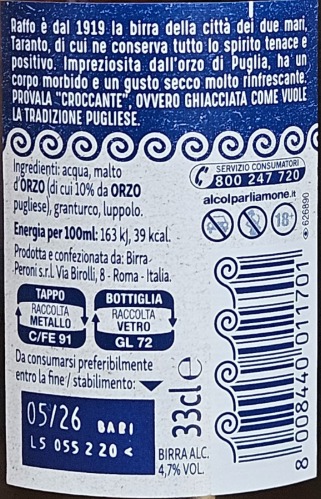 Raffo è dal 1919 la birra della città dei due mari,
Taranto, di cui ne conserva tutto lo spirito tenace e
positivo. Impreziosita dall'orzo di Puglia, ha un
corpo morbido e un gusto secco molto rinfrescante.
PROVALA "CROCCANTE", OVVERO GHIACCIATA COME VUOLE
LA TRADIZIONE PUGLIESE.
Ingredienti: acqua, malto
d'ORZO (di cui 10% da ORZO
pugliese), granturco, luppolo.
Energia per 100ml: 163 kJ, 39 kcal.
Prodotta e confezionata da: Birra
Peroni s.r.l. Via Birolli, 8 - Roma - Italia.
SERVIZIO CONSUMATORI
800 247 720
alcolparliamone.it
18+
626890
TAPPO
RACCOLTA
METALLO
C/FE 91
BOTTIGLIA
RACCOLTA
VETRO
GL 72
Da consumarsi preferibilmente
entro la fine / stabilimento:
05/26 BARI
L5 055 2 20 <
33cl e
BIRRA ALC.
4,7% VOL.
8 008440 011701